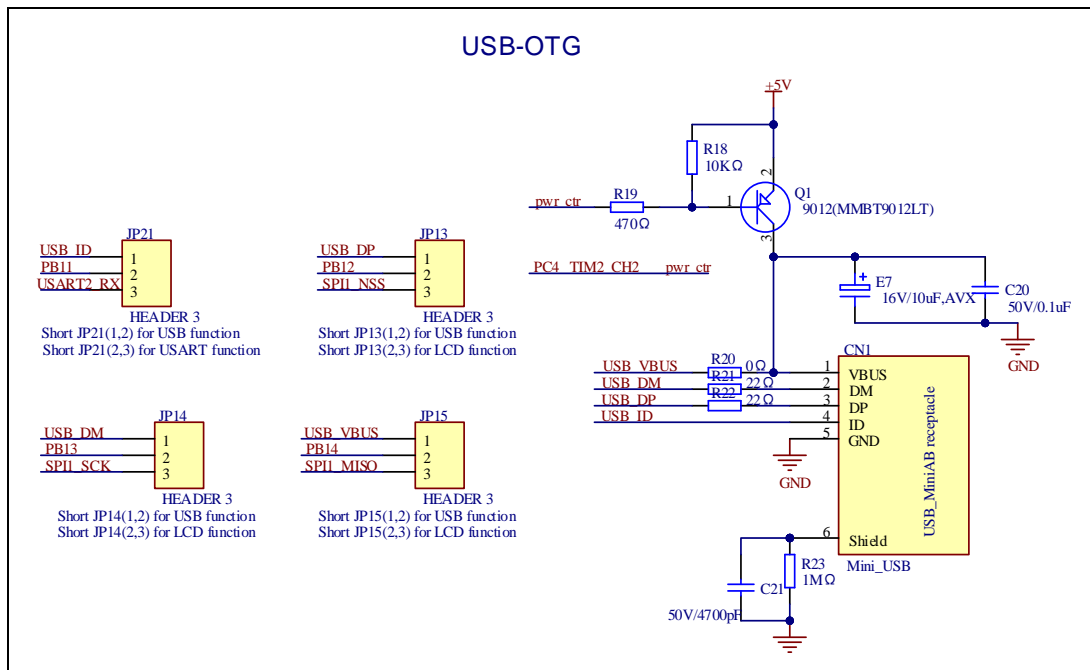 USB-OTG
+5V
R18
10KΩ
2
Q1
pwr_ctr
R19
470Ω
1
9012(MMBT9012LT)
3
JP21
USB_ID
1
PB11
2
USART2_RX
3
HEADER 3
Short JP21(1,2) for USB function
Short JP21(2,3) for USART function
JP13
USB_DP
1
PB12
2
SPI1_NSS
3
HEADER 3
Short JP13(1,2) for USB function
Short JP13(2,3) for LCD function
PC4_TIM2_CH2
pwr_ctr
+
E7
16V/10uF,AVX
C20
50V/0.1uF
GND
CN1
USB_VBUS
R20
0Ω
1
VBUS
USB_DM
R21
22Ω
2
DM
USB_DP
R22
22Ω
3
DP
USB_ID
4
ID
5
GND
GND
USB_MiniAB receptacle
6
Shield
Mini_USB
R23
1MΩ
C21
50V/4700pF
JP14
USB_DM
1
PB13
2
SPI1_SCK
3
HEADER 3
Short JP14(1,2) for USB function
Short JP14(2,3) for LCD function
JP15
USB_VBUS
1
PB14
2
SPI1_MISO
3
HEADER 3
Short JP15(1,2) for USB function
Short JP15(2,3) for LCD function